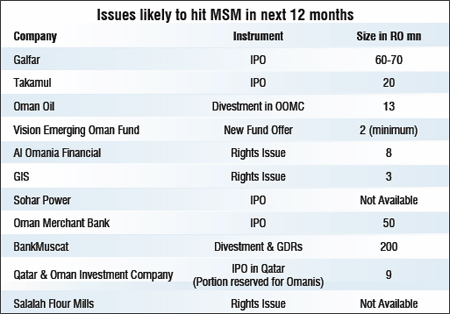 Issues likely to hit MSM in next 12 months
Company Instrument Size in RO mn
Galfar IPO 60-70
Takamul IPO 20
Oman Oil Divestment in OOMC 13
Vision Emerging Oman Fund New Fund Offer 2 (minimum)
Al Omania Financial Rights Issue 8
GIS Rights Issue 3
Sohar Power IPO Not Available
Oman Merchant Bank IPO 50
BankMuscat Divestment & GDRs 200
Qatar & Oman Investment Company IPO in Qatar 9
(Portion reserved for Omanis)
Salalah Flour Mills Rights Issue Not Available